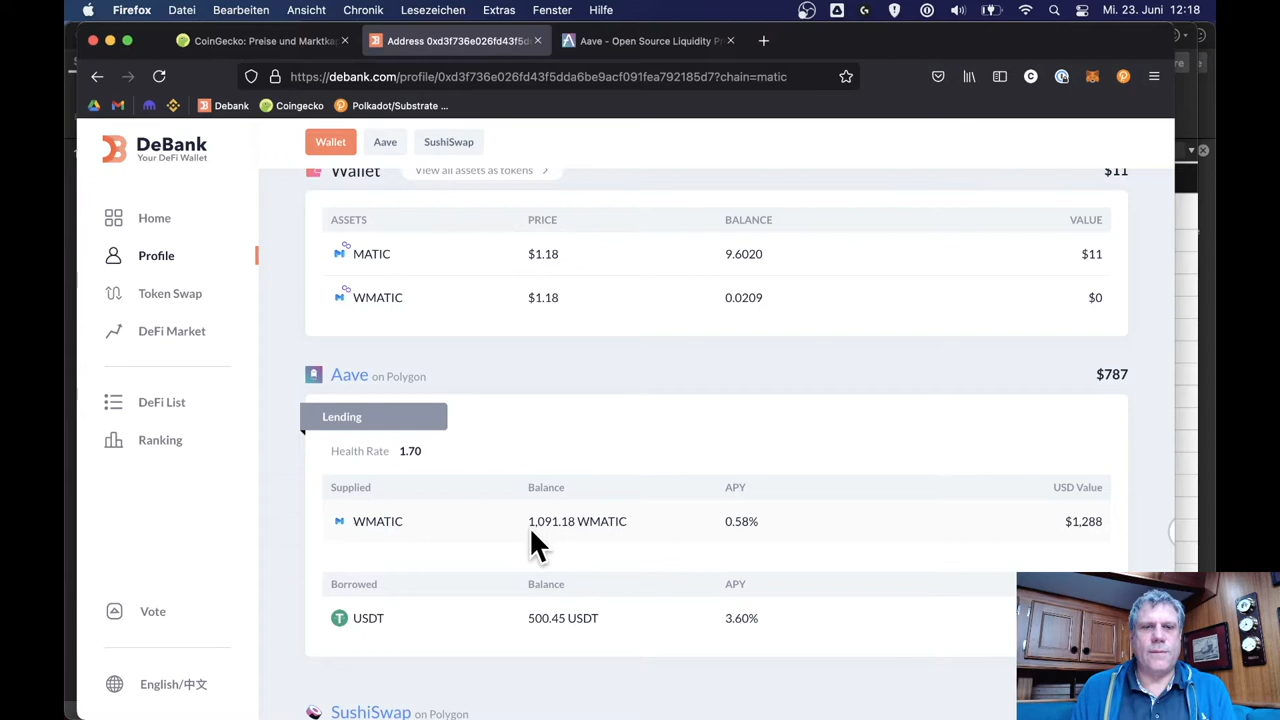 Firefox Datei Bearbeiten Ansicht Chronik Lesezeichen Extras Fenster Hilfe Mi. 23. Juni 12:18
CoinGecko: Preise und Marktka Address 0xd3f736e026fd43f5d Aave - Open Source Liquidity Pr
https://debank.com/profile/0xd3f736e026fd43f5dda6be9acf091fea792185d7?chain=matic
Debank Coingecko Polkadot/Substrate ...
DeBank
Your DeFi Wallet
Wallet Aave SushiSwap
Home
Profile
Token Swap
DeFi Market
DeFi List
Ranking
Vote
English/中文
Wallet View all assets as tokens $11
ASSETS PRICE BALANCE VALUE
MATIC $1.18 9.6020 $11
WMATIC $1.18 0.0209 $0
Aave on Polygon $787
Lending
Health Rate 1.70
Supplied Balance APY USD Value
WMATIC 1,091.18 WMATIC 0.58% $1,288
Borrowed Balance APY
USDT 500.45 USDT 3.60%
SushiSwap on Polygon